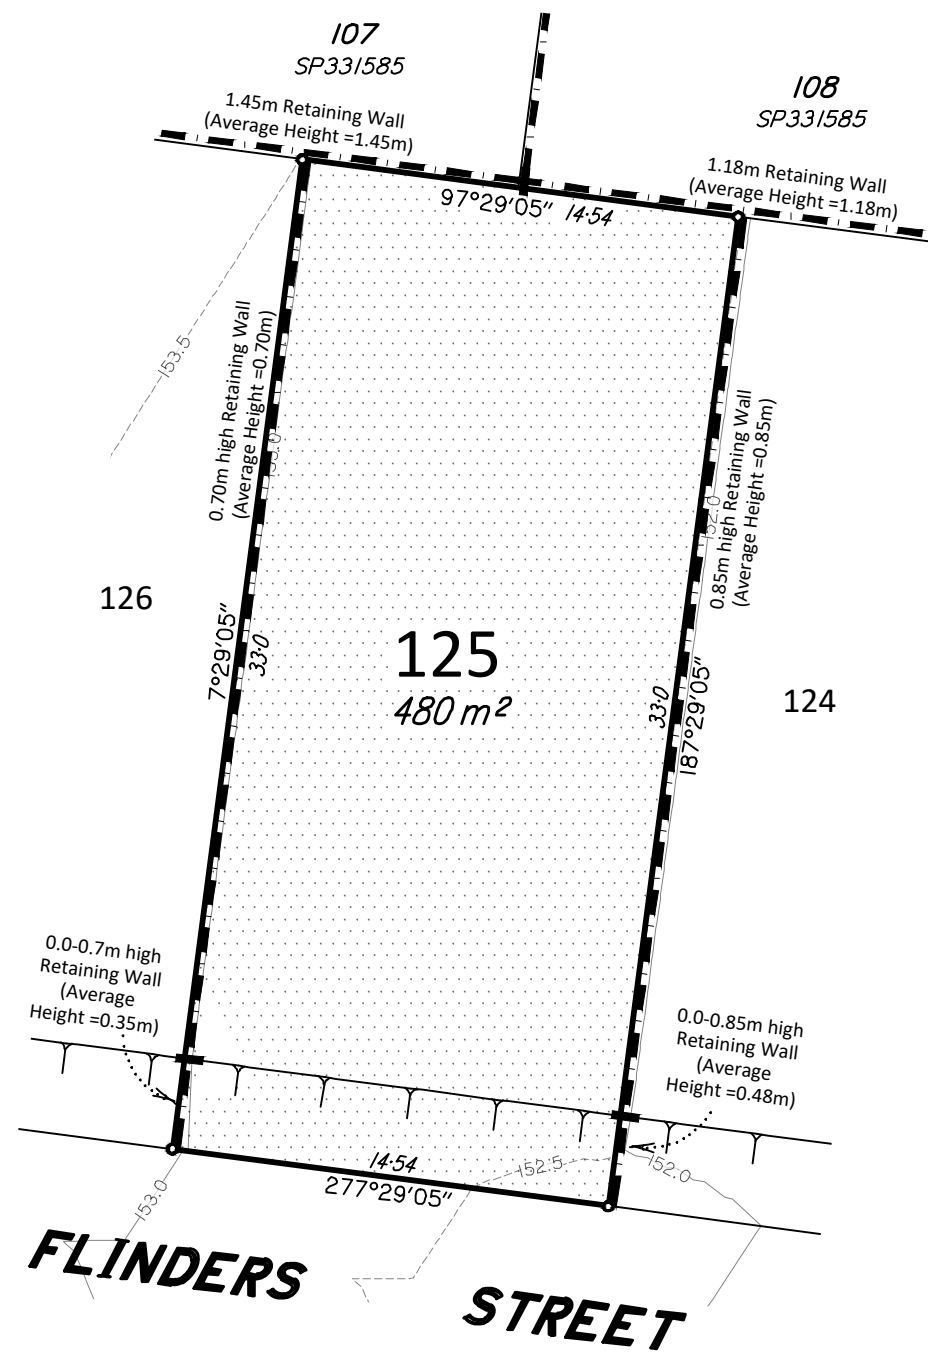 107
SP331585
108
SP331585
1.45m Retaining Wall
(Average Height =1.45m)
1.18m Retaining Wall
(Average Height =1.18m)
97°29'05" 14·54
153.5
0.70m high Retaining Wall
(Average Height =0.70m)
153.0
0.85m high Retaining Wall
(Average Height =0.85m)
152.0
126
7°29'05"
33·0
125
480 m²
33·0
187°29'05"
124
0.0-0.7m high
Retaining Wall
(Average
Height =0.35m)
0.0-0.85m high
Retaining Wall
(Average
Height =0.48m)
14·54
277°29'05"
152.5
152.0
153.0
FLINDERS
STREET